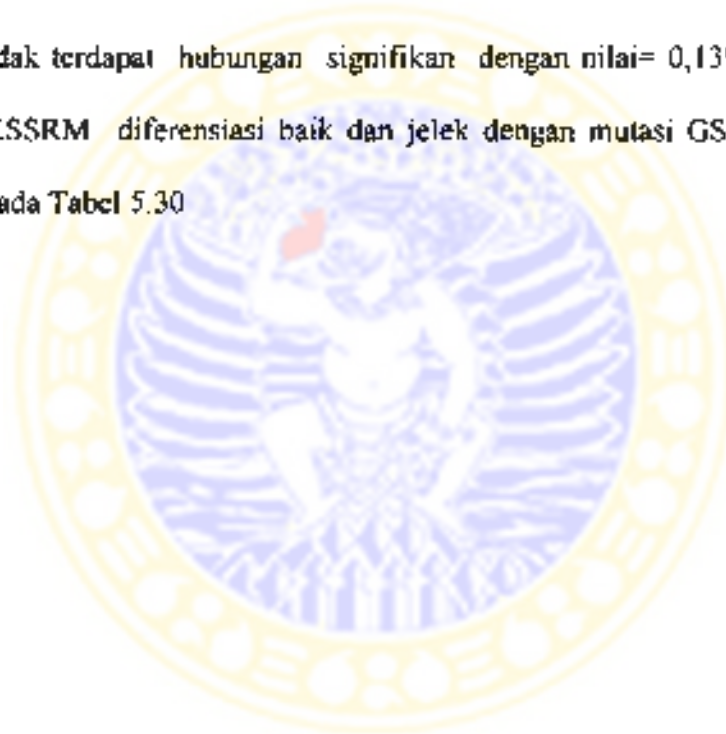 dak terdapat hubungan signifikan dengan nilai= 0,13
SSRM diferensiasi baik dan jelek dengan mutasi GS
ada Tabel 5.30